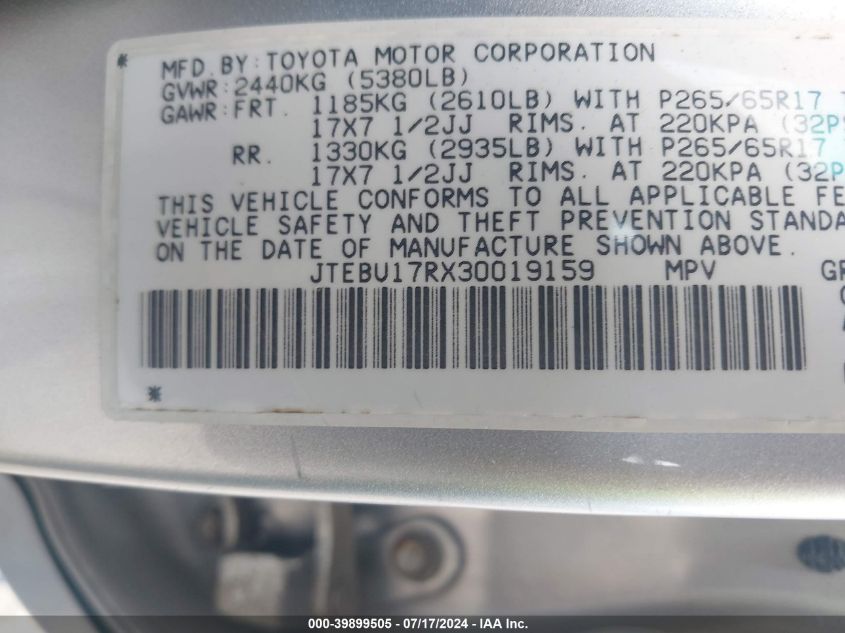 * MFD.BY:TOYOTA MOTOR CORPORATION
GVWR:2440KG (5380LB)
GAWR:FRT. 1185KG (2610LB) WITH P265/65R17
17X7 1/2JJ RIMS. AT 220KPA (32P
RR. 1330KG (2935LB) WITH P265/65R17
17X7 1/2JJ RIMS. AT 220KPA (32P
THIS VEHICLE CONFORMS TO ALL APPLICABLE FE
VEHICLE SAFETY AND THEFT PREVENTION STANDA
ON THE DATE OF MANUFACTURE SHOWN ABOVE.
JTEBU17RX30019159 MPV GR
*
000-39899505 - 07/17/2024 - IAA Inc.